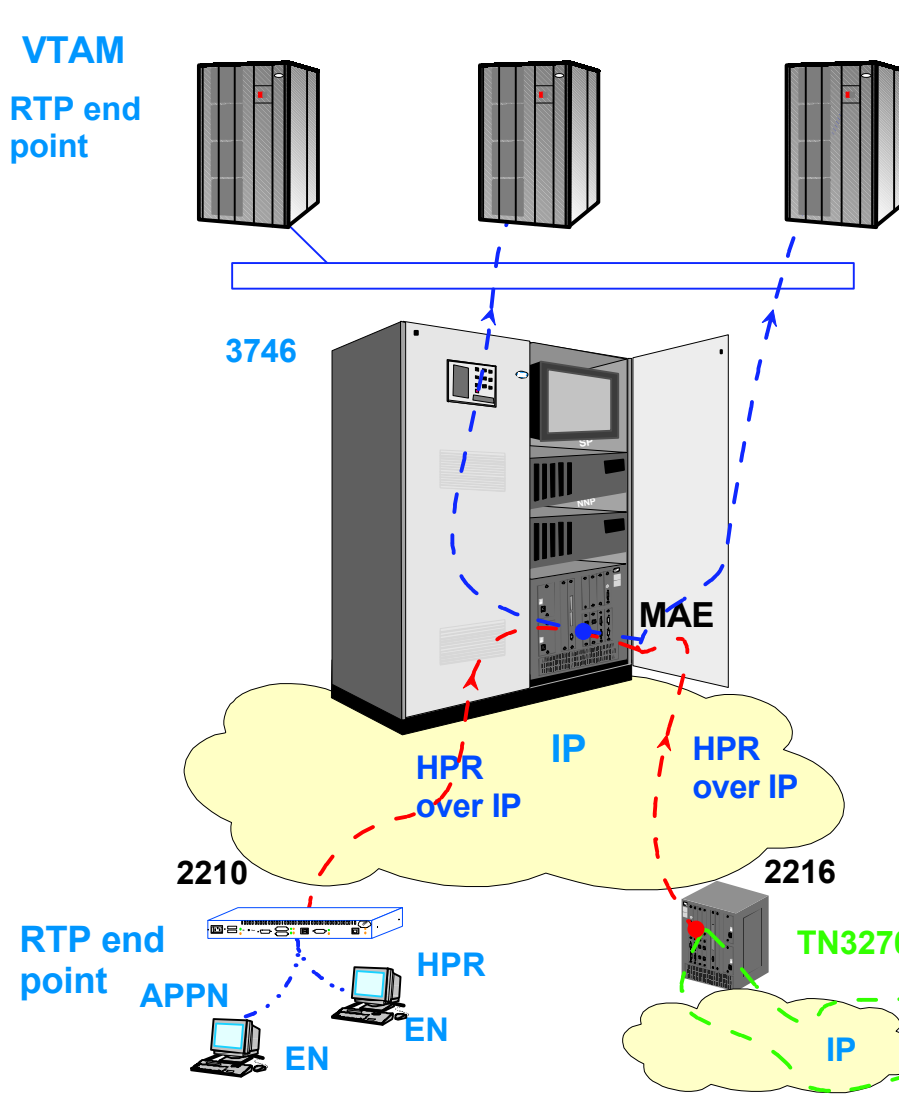 VTAM
RTP end
point
3746
SP
NNP
MAE
IP
HPR
over IP
HPR
over IP
2210
2216
RTP end
point
APPN
HPR
EN
EN
TN3270
IP